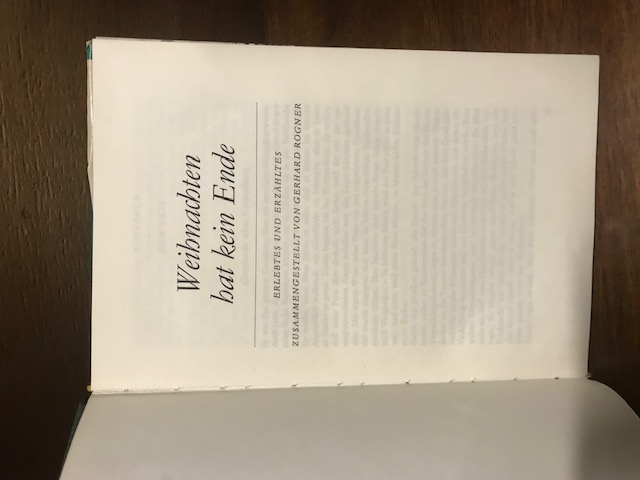 Weihnachten
hat kein Ende
ERLEBTES UND ERZÄHLTES
ZUSAMMENGESTELLT VON GERHARD ROGNER